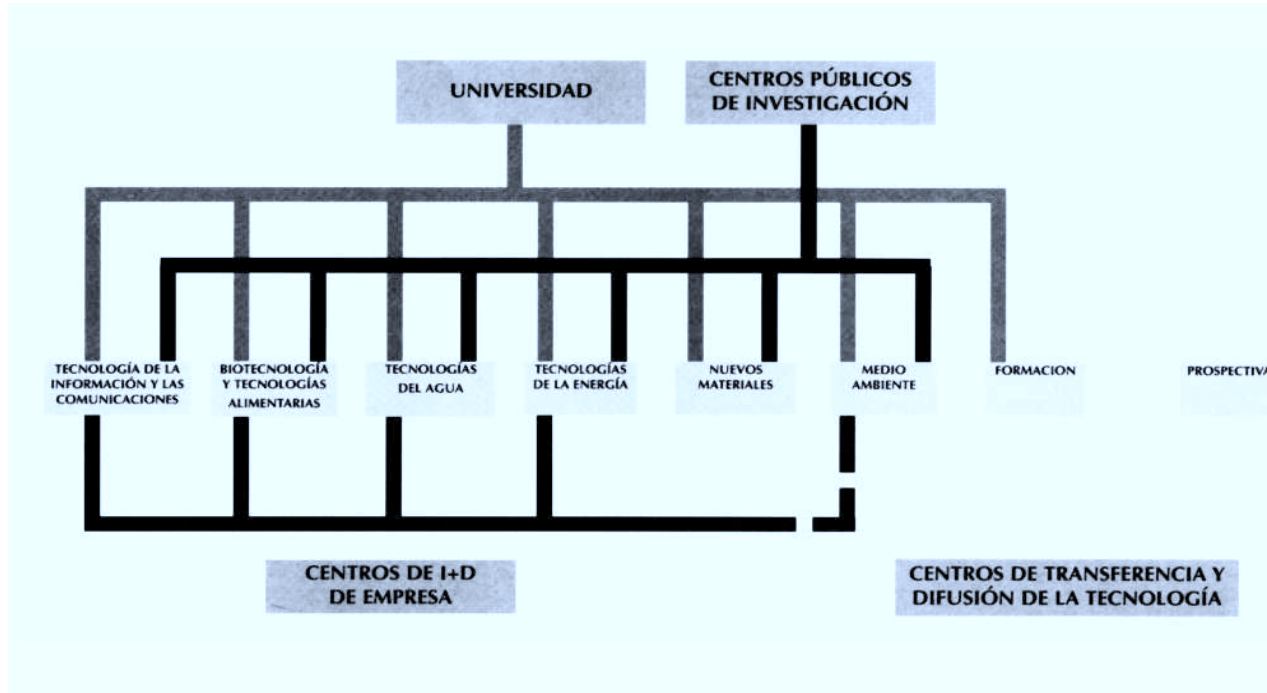 UNIVERSIDAD
CENTROS PÚBLICOS
DE INVESTIGACIÓN
TECNOLOGÍA DE LA
INFORMACIÓN Y LAS
COMUNICACIONES
BIOTECNOLOGÍA
Y TECNOLOGÍAS
ALIMENTARIAS
TECNOLOGÍAS
DEL AGUA
TECNOLOGÍAS
DE LA ENERGÍA
NUEVOS
MATERIALES
MEDIO
AMBIENTE
FORMACION
PROSPECTIVA
CENTROS DE I+D
DE EMPRESA
CENTROS DE TRANSFERENCIA Y
DIFUSIÓN DE LA TECNOLOGÍA